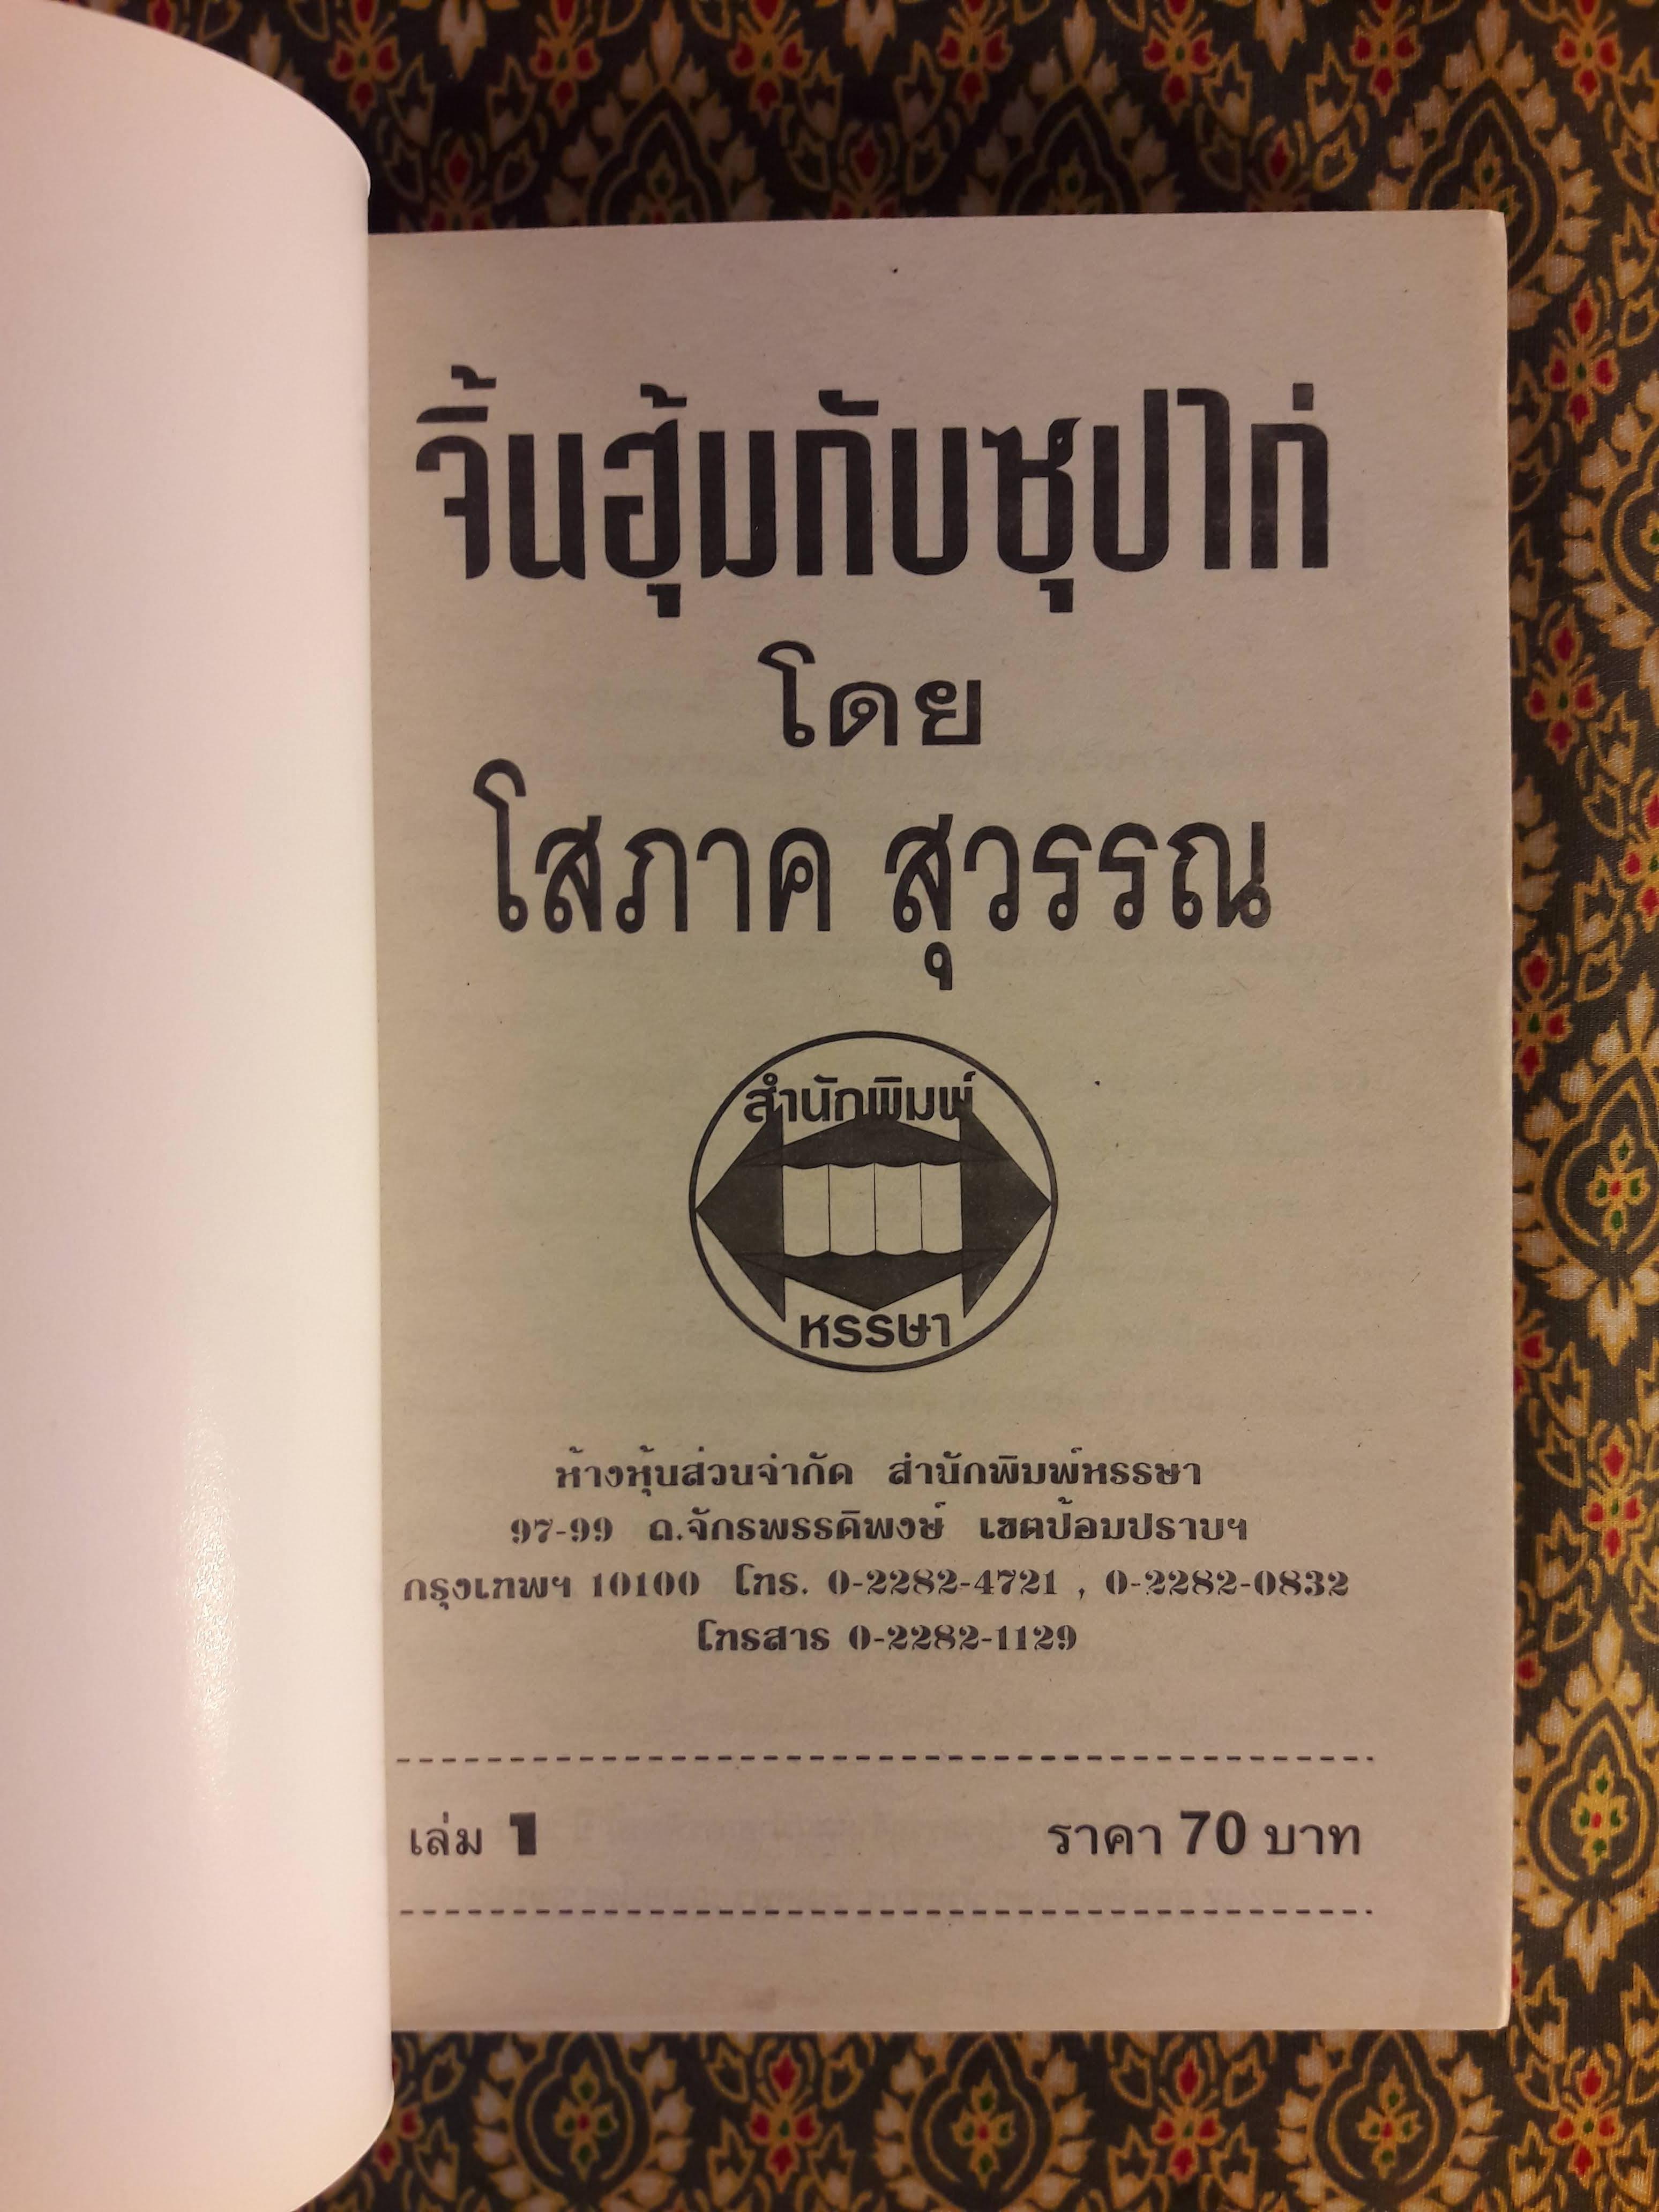 จิ้นฮุ้มกับซุปไก่
โดย
โสภาค สุวรรณ
สำนักพิมพ์
หรรษา
ห้างหุ้นส่วนจำกัด สำนักพิมพ์หรรษา
97-99 ถ.จักรพรรดิพงษ์ เขตป้อมปราบฯ
กรุงเทพฯ 10100 โทร. 0-2282-4721 , 0-2282-0832
โทรสาร 0-2282-1129
เล่ม 1 ราคา 70 บาท